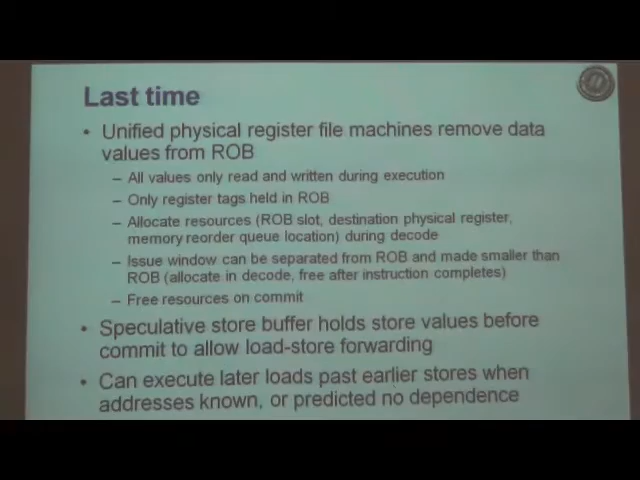 Last time
• Unified physical register file machines remove data
values from ROB
– All values only read and written during execution
– Only register tags held in ROB
– Allocate resources (ROB slot, destination physical register,
memory reorder queue location) during decode
– Issue window can be separated from ROB and made smaller than
ROB (allocate in decode, free after instruction completes)
– Free resources on commit
• Speculative store buffer holds store values before
commit to allow load-store forwarding
• Can execute later loads past earlier stores when
addresses known, or predicted no dependence